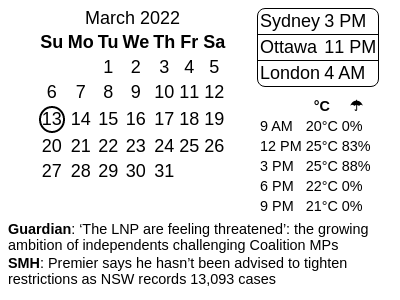 March 2022
Su Mo Tu We Th Fr Sa
1 2 3 4 5
6 7 8 9 10 11 12
13 14 15 16 17 18 19
20 21 22 23 24 25 26
27 28 29 30 31
Sydney 3 PM
Ottawa 11 PM
London 4 AM
°C ☂
9 AM 20°C 0%
12 PM 25°C 83%
3 PM 25°C 88%
6 PM 22°C 0%
9 PM 21°C 0%
Guardian: ‘The LNP are feeling threatened’: the growing
ambition of independents challenging Coalition MPs
SMH: Premier says he hasn’t been advised to tighten
restrictions as NSW records 13,093 cases